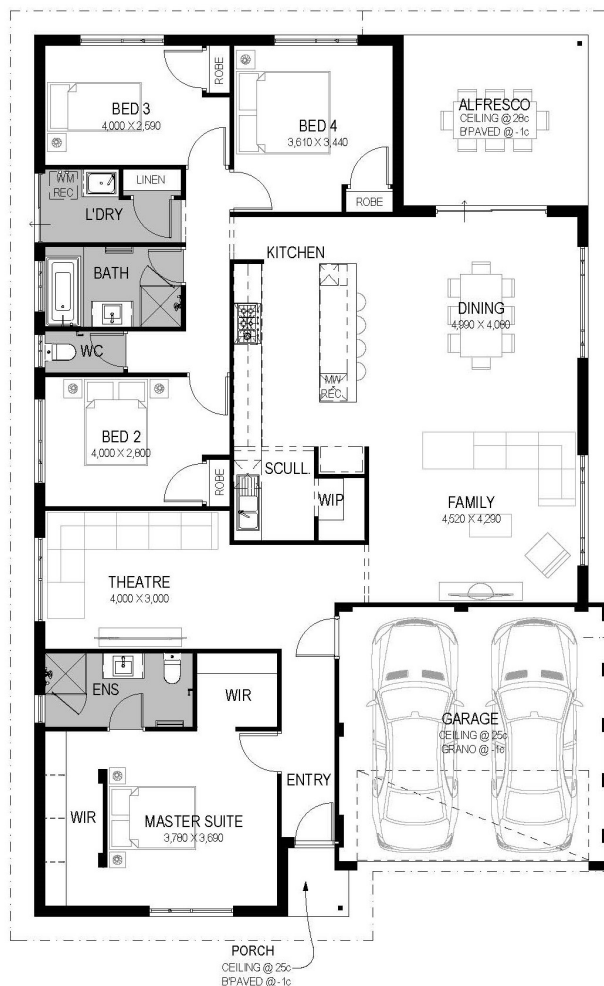 ROBE
BED 3
4,000 X 2,590
BED 4
3,610 X 3,440
ALFRESCO
CEILING @ 28c
B'PAVED @ -1c
WM
REC
LINEN
L'DRY
ROBE
KITCHEN
BATH
DINING
4,990 X 4,080
WC
MW
REC.
BED 2
4,000 X 2,800
ROBE
SCULL.
WIP
FAMILY
4,520 X 4,290
THEATRE
4,000 X 3,000
ENS
WIR
GARAGE
CEILING @ 25c
GRANO @ -1c
ENTRY
WIR
MASTER SUITE
3,780 X 3,690
PORCH
CEILING @ 25c
B'PAVED @ -1c